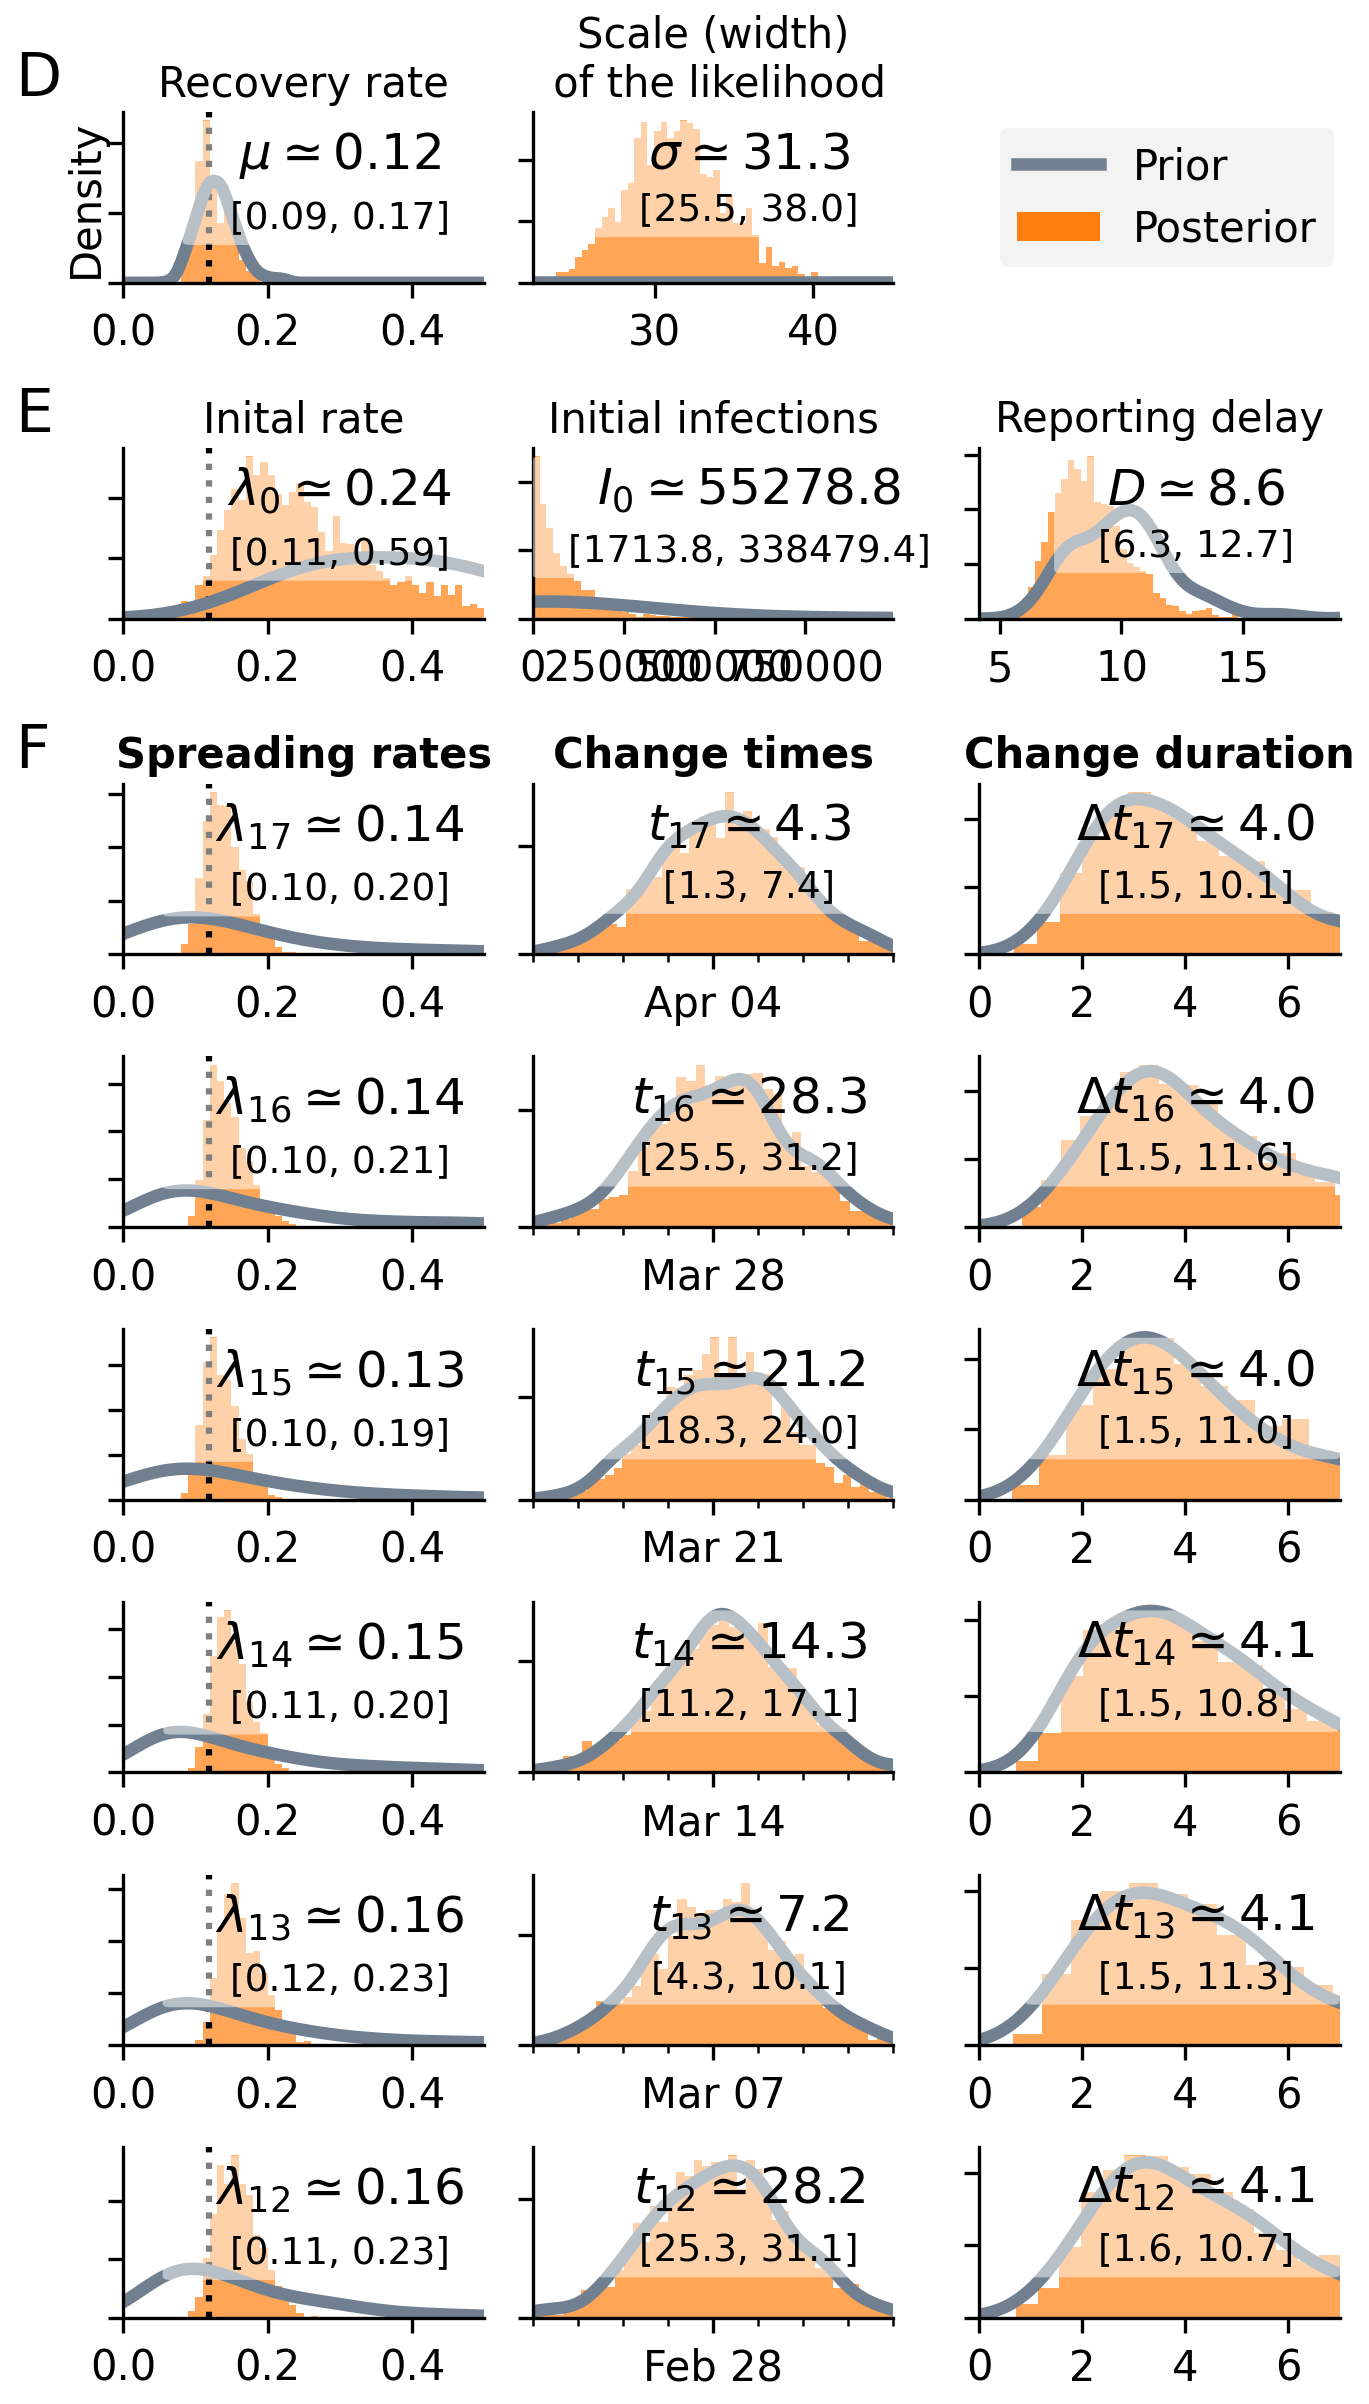 D
Recovery rate
Density
μ ≃ 0.12
[0.09, 0.17]
0.0 0.2 0.4
Scale (width)
of the likelihood
σ ≃ 31.3
[25.5, 38.0]
30 40
Prior
Posterior
E
Inital rate
λ0 ≃ 0.24
[0.11, 0.59]
0.0 0.2 0.4
Initial infections
I0 ≃ 55278.8
[1713.8, 338479.4]
0 250000 500000 750000
Reporting delay
D ≃ 8.6
[6.3, 12.7]
5 10 15
F
Spreading rates
Change times
Change duration
λ17 ≃ 0.14
[0.10, 0.20]
0.0 0.2 0.4
t17 ≃ 4.3
[1.3, 7.4]
Apr 04
Δt17 ≃ 4.0
[1.5, 10.1]
0 2 4 6
λ16 ≃ 0.14
[0.10, 0.21]
0.0 0.2 0.4
t16 ≃ 28.3
[25.5, 31.2]
Mar 28
Δt16 ≃ 4.0
[1.5, 11.6]
0 2 4 6
λ15 ≃ 0.13
[0.10, 0.19]
0.0 0.2 0.4
t15 ≃ 21.2
[18.3, 24.0]
Mar 21
Δt15 ≃ 4.0
[1.5, 11.0]
0 2 4 6
λ14 ≃ 0.15
[0.11, 0.20]
0.0 0.2 0.4
t14 ≃ 14.3
[11.2, 17.1]
Mar 14
Δt14 ≃ 4.1
[1.5, 10.8]
0 2 4 6
λ13 ≃ 0.16
[0.12, 0.23]
0.0 0.2 0.4
t13 ≃ 7.2
[4.3, 10.1]
Mar 07
Δt13 ≃ 4.1
[1.5, 11.3]
0 2 4 6
λ12 ≃ 0.16
[0.11, 0.23]
0.0 0.2 0.4
t12 ≃ 28.2
[25.3, 31.1]
Feb 28
Δt12 ≃ 4.1
[1.6, 10.7]
0 2 4 6